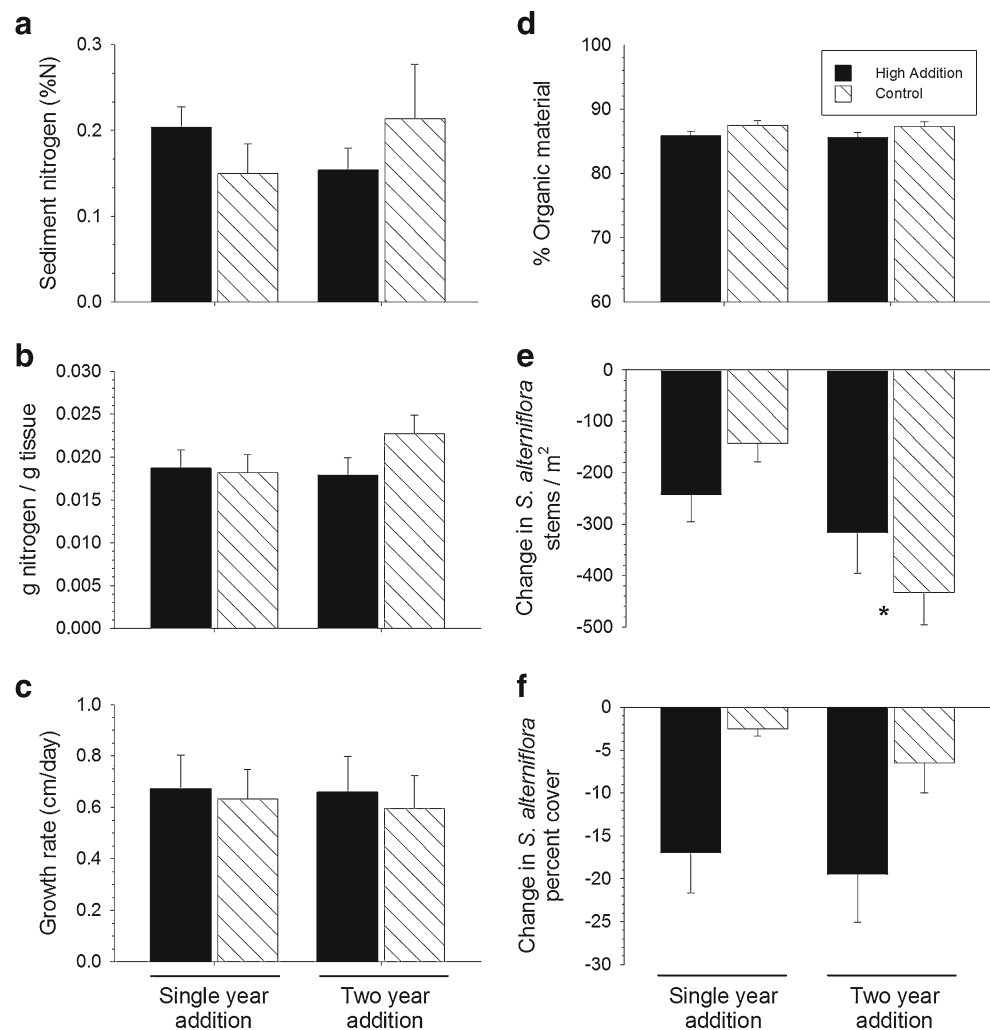 a
Sediment nitrogen (%N)
0.3
0.2
0.1
0.0
b
g nitrogen / g tissue
0.030
0.025
0.020
0.015
0.010
0.005
0.000
c
Growth rate (cm/day)
1.0
0.8
0.6
0.4
0.2
0.0
Single year
addition
Two year
addition
d
% Organic material
100
90
80
70
60
High Addition
Control
e
Change in S. alterniflora
stems / m²
0
-100
-200
-300
-400
-500
*
f
Change in S. alterniflora
percent cover
0
-5
-10
-15
-20
-25
-30
Single year
addition
Two year
addition